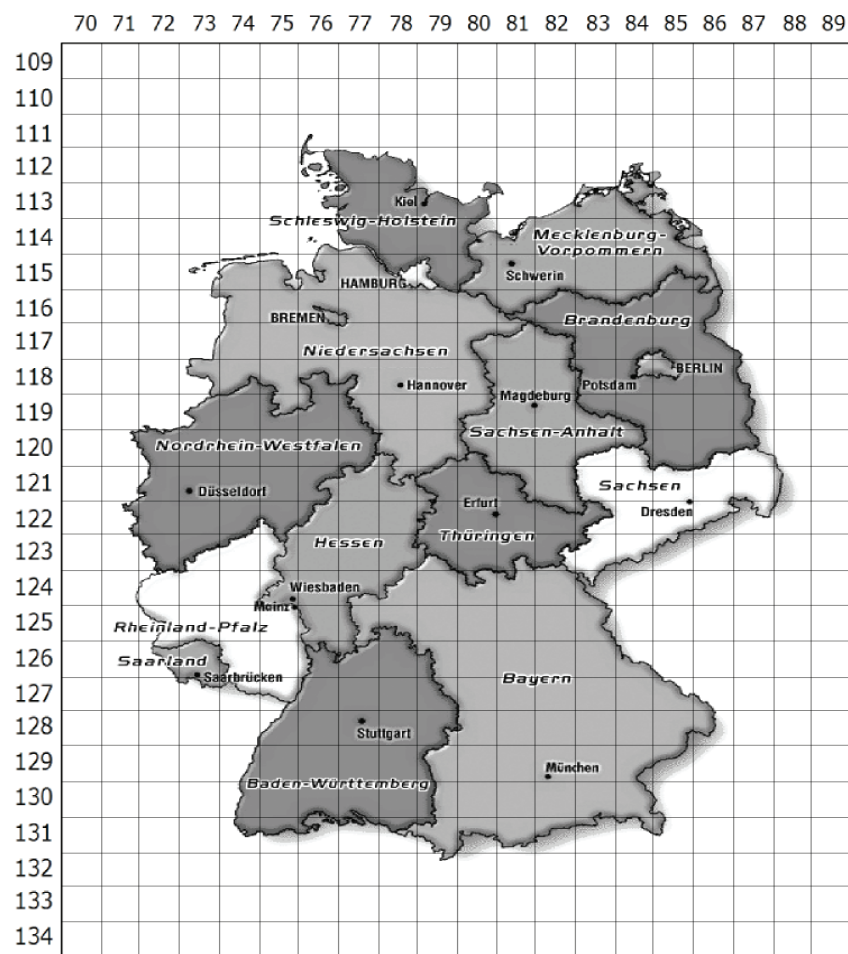 70 71 72 73 74 75 76 77 78 79 80 81 82 83 84 85 86 87 88 89
109
110
111
112
113
Kiel
Schleswig-Holstein
114
Mecklenburg-
Vorpommern
115
Schwerin
HAMBURG
116
BREMEN
Brandenburg
117
Niedersachsen
118
BERLIN
Hannover
Potsdam
119
Magdeburg
120
Nordrhein-Westfalen
Sachsen-Anhalt
121
Düsseldorf
Sachsen
122
Erfurt
Dresden
123
Hessen
Thüringen
124
Wiesbaden
Mainz
125
Rheinland-Pfalz
126
Saarland
Saarbrücken
Bayern
127
128
Stuttgart
129
München
130
Baden-Württemberg
131
132
133
134